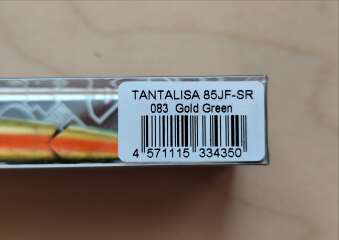 TANTALISA 85JF-SR
083 Gold Green
4 571115 334350